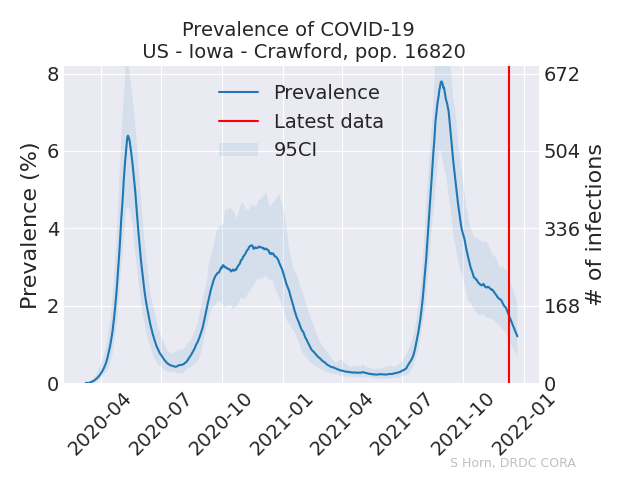 Prevalence of COVID-19
US - Iowa - Crawford, pop. 16820
Prevalence
Latest data
95CI
Prevalence (%)
8
6
4
2
0
672
504
336
168
0
# of infections
2020-04
2020-07
2020-10
2021-01
2021-04
2021-07
2021-10
2022-01
S Horn, DRDC CORA